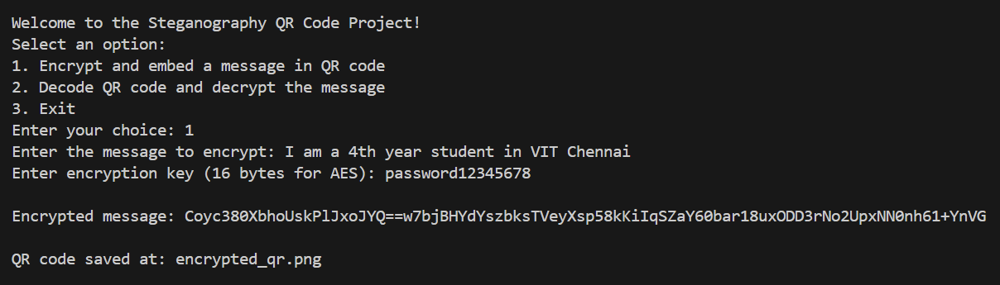 Welcome to the Steganography QR Code Project!
Select an option:
1. Encrypt and embed a message in QR code
2. Decode QR code and decrypt the message
3. Exit
Enter your choice: 1
Enter the message to encrypt: I am a 4th year student in VIT Chennai
Enter encryption key (16 bytes for AES): password12345678
Encrypted message: Coyc380XbhoUskPlJxoJYQ==w7bjBHYdYszbksTVeyXsp58kKiIqSZaY60bar18uxODD3rNo2UpxNN0nh61+YnVG
QR code saved at: encrypted_qr.png